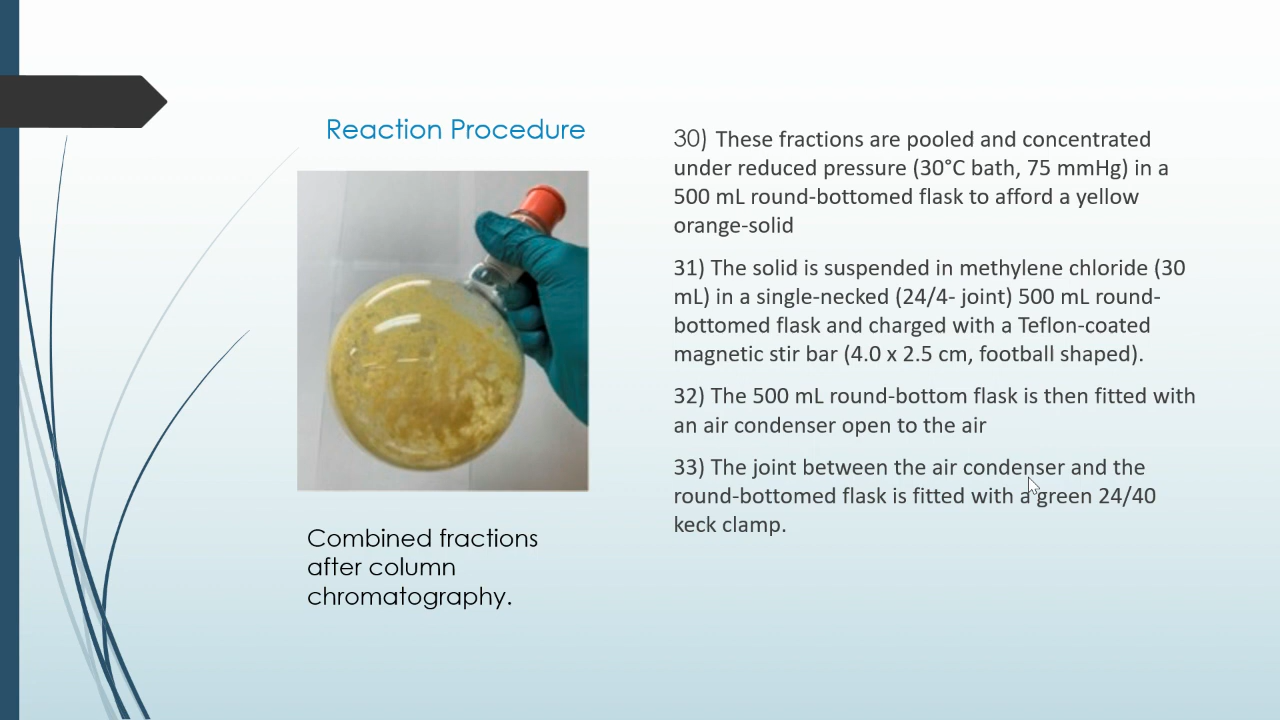 Reaction Procedure
30) These fractions are pooled and concentrated
under reduced pressure (30°C bath, 75 mmHg) in a
500 mL round-bottomed flask to afford a yellow
orange-solid
31) The solid is suspended in methylene chloride (30
mL) in a single-necked (24/4- joint) 500 mL round-
bottomed flask and charged with a Teflon-coated
magnetic stir bar (4.0 x 2.5 cm, football shaped).
32) The 500 mL round-bottom flask is then fitted with
an air condenser open to the air
33) The joint between the air condenser and the
round-bottomed flask is fitted with a green 24/40
keck clamp.
Combined fractions
after column
chromatography.